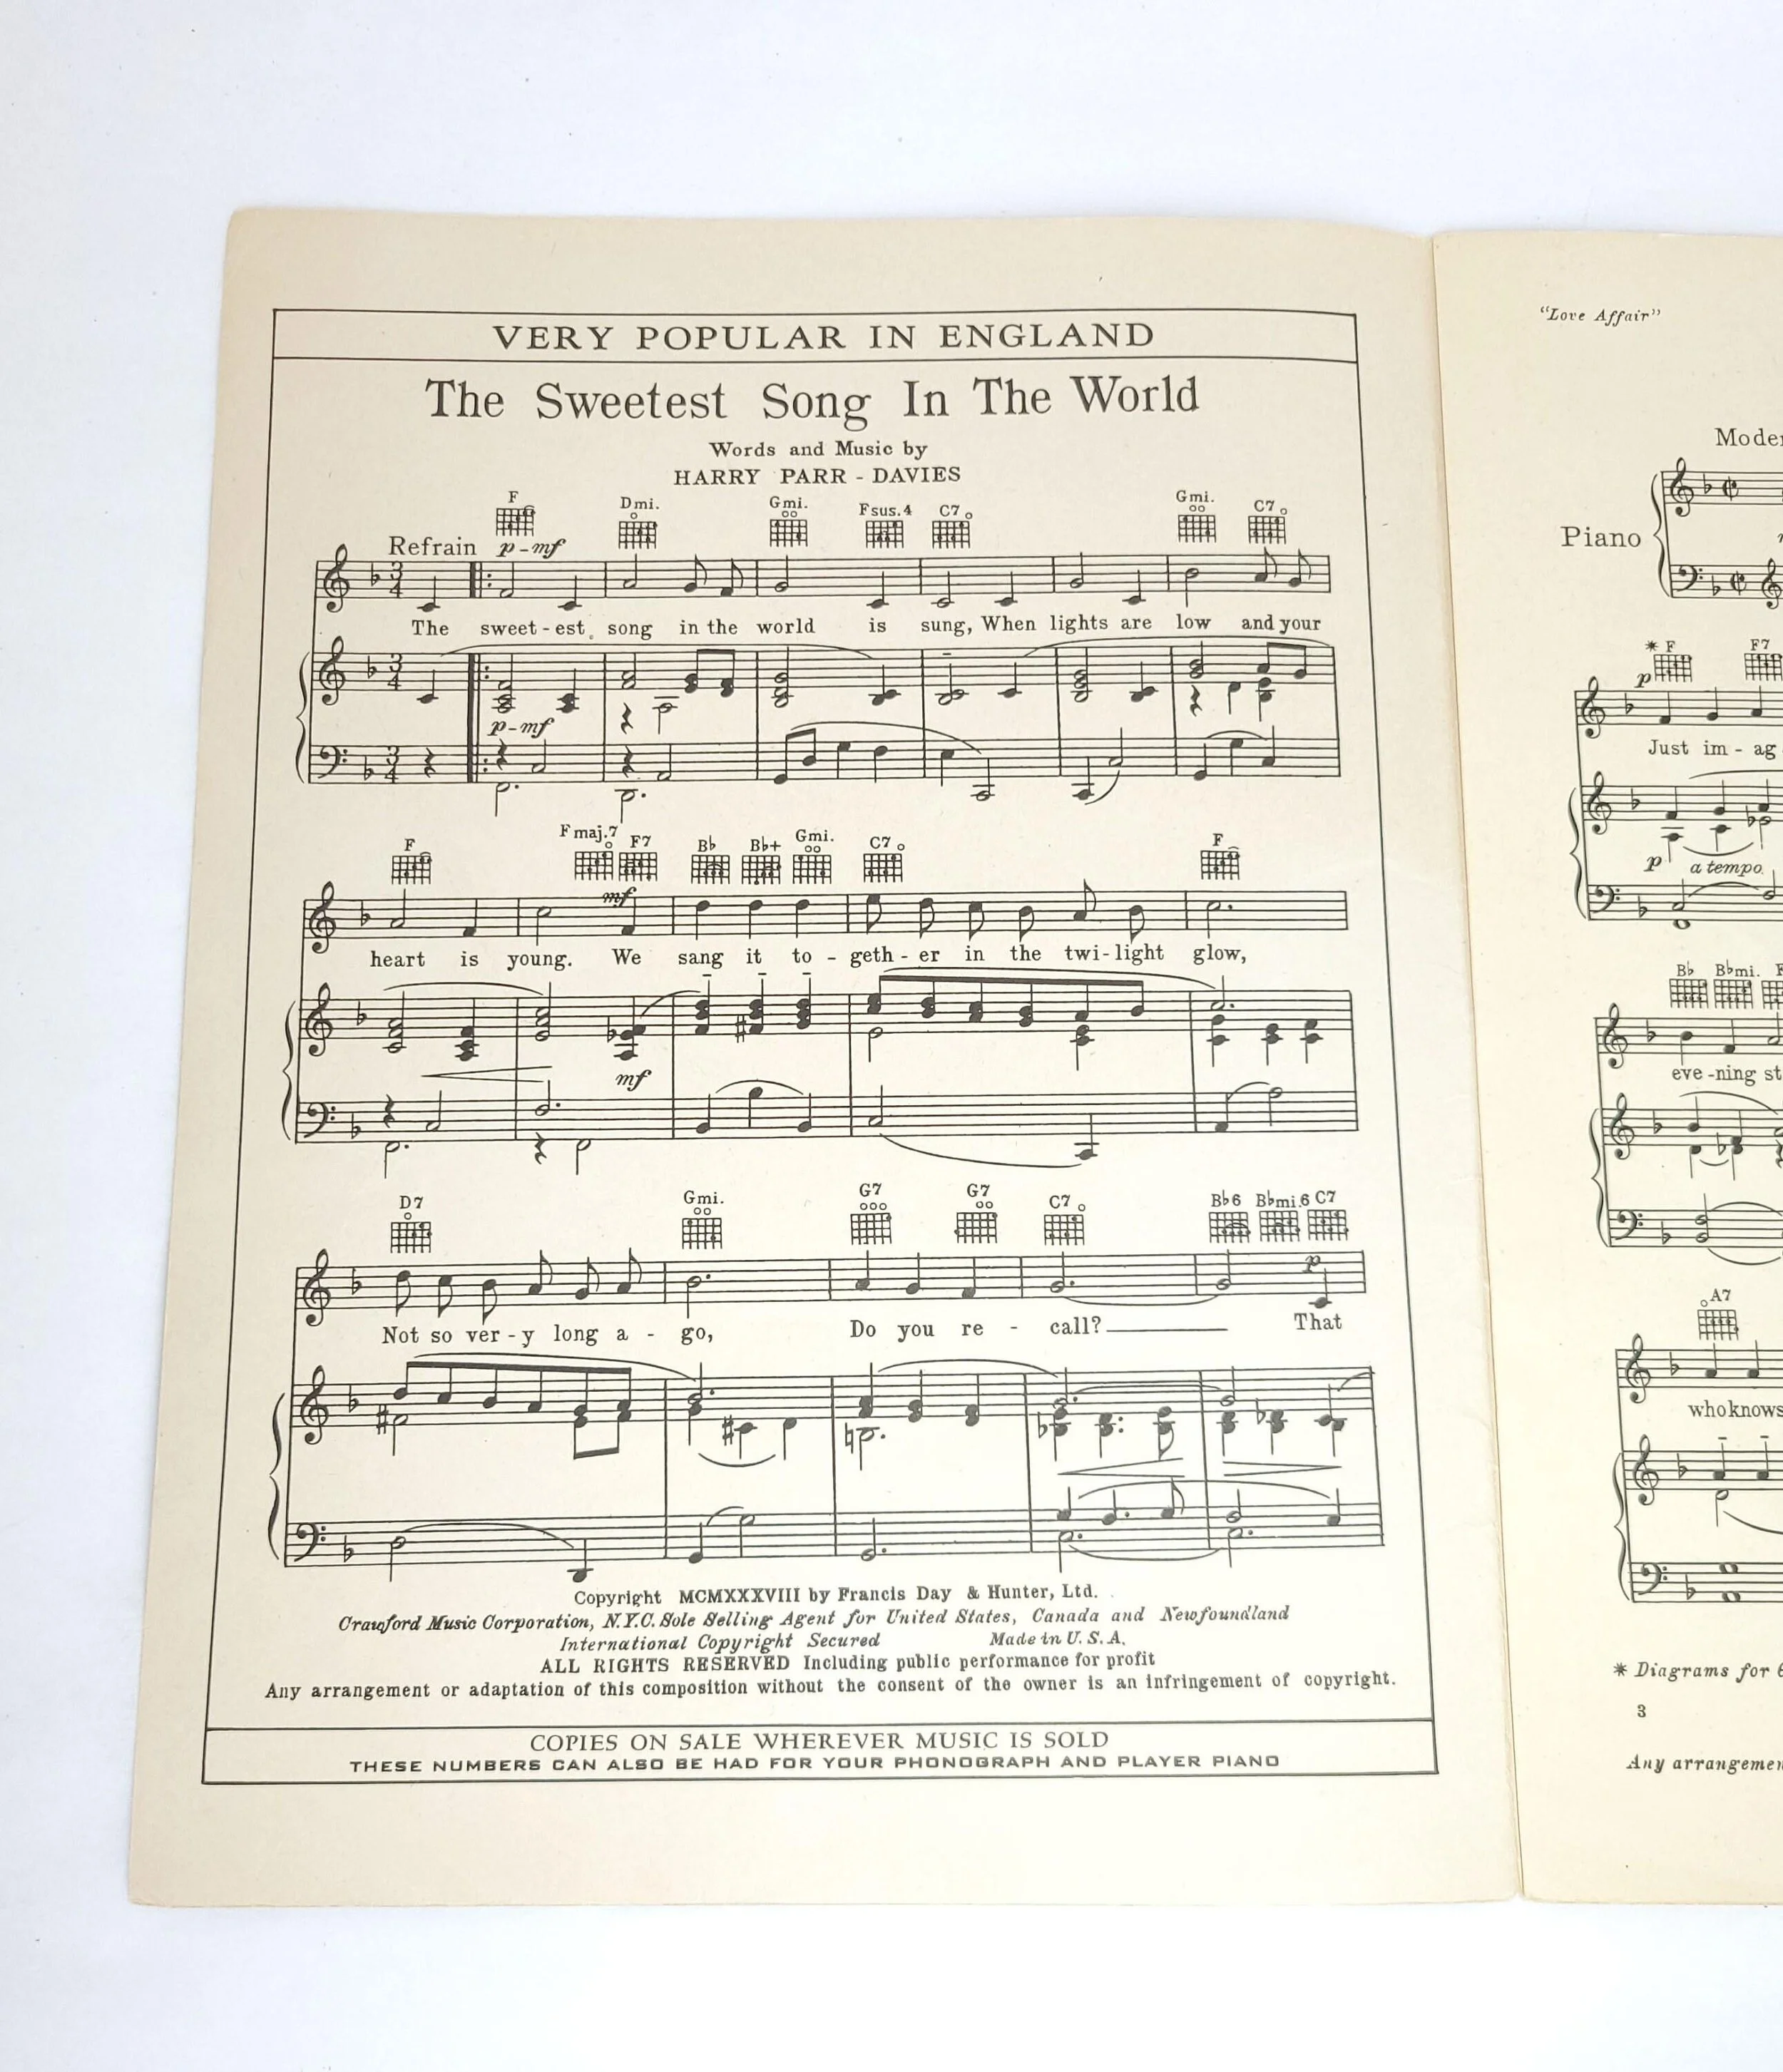 VERY POPULAR IN ENGLAND
The Sweetest Song In The World
Words and Music by
HARRY PARR - DAVIES
F Dmi. Gmi. Fsus.4 C7 Gmi. C7
Refrain p-mf
The sweet-est song in the world is sung, When lights are low and your
p-mf
F Fmaj.7 F7 B♭ B♭+ Gmi. C7 F
mf
heart is young. We sang it to - geth - er in the twi-light glow,
mf
D7 Gmi. G7 G7 C7 B♭6 B♭mi.6 C7
p
Not so ver-y long a - go, Do you re - call? That
Copyright MCMXXXVIII by Francis Day & Hunter, Ltd.
Crawford Music Corporation, N.Y.C. Sole Selling Agent for United States, Canada and Newfoundland
International Copyright Secured Made in U.S.A.
ALL RIGHTS RESERVED Including public performance for profit
Any arrangement or adaptation of this composition without the consent of the owner is an infringement of copyright.
COPIES ON SALE WHEREVER MUSIC IS SOLD
THESE NUMBERS CAN ALSO BE HAD FOR YOUR PHONOGRAPH AND PLAYER PIANO
"Love Affair"
Piano
* F F7
p
Just im - ag
p a tempo
B♭ B♭mi.
eve-ning st
A7
who knows
* Diagrams for
3
Any